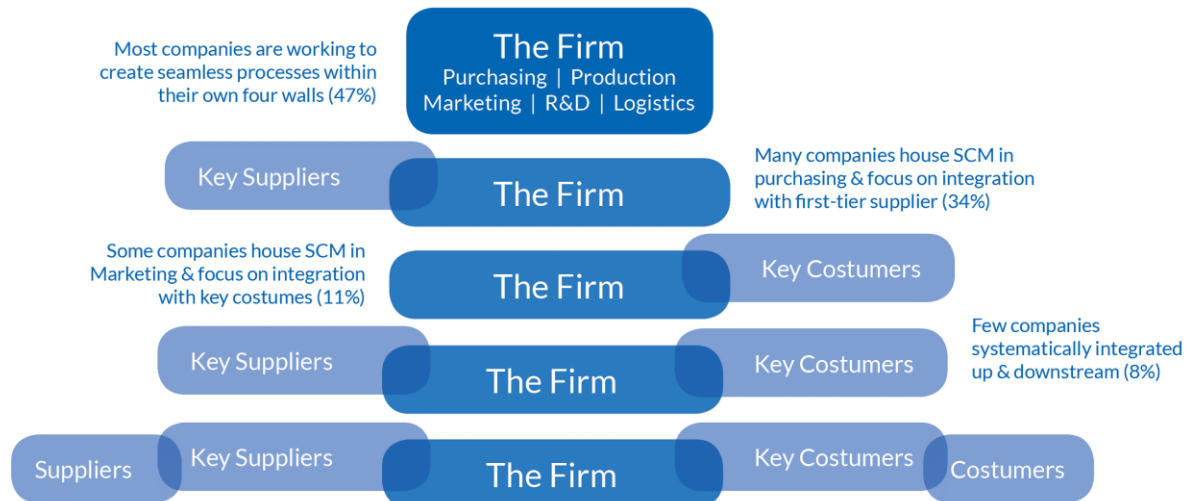 Most companies are working to
create seamless processes within
their own four walls (47%)
The Firm
Purchasing | Production
Marketing | R&D | Logistics
Key Suppliers
The Firm
Many companies house SCM in
purchasing & focus on integration
with first-tier supplier (34%)
Some companies house SCM in
Marketing & focus on integration
with key costumes (11%)
The Firm
Key Costumers
Key Suppliers
The Firm
Key Costumers
Few companies
systematically integrated
up & downstream (8%)
Suppliers
Key Suppliers
The Firm
Key Costumers
Costumers